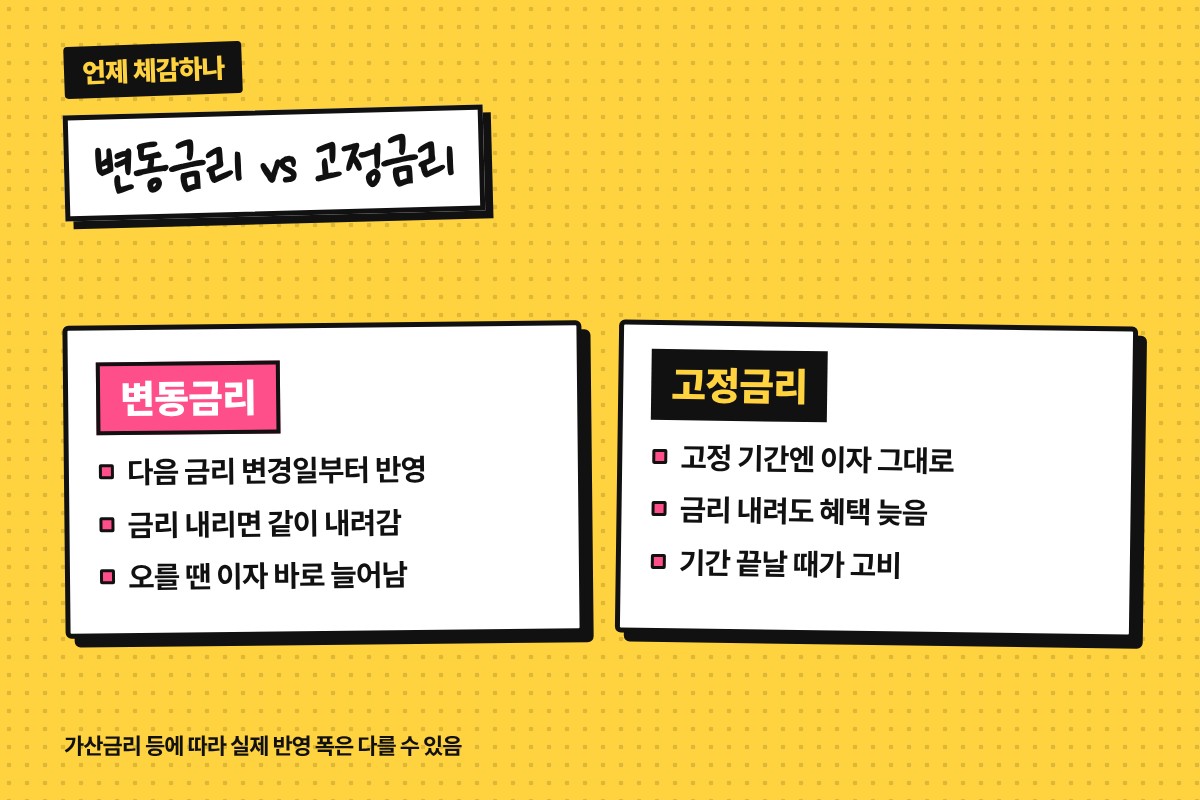 언제 체감하나
변동금리 vs 고정금리
변동금리
다음 금리 변경일부터 반영
금리 내리면 같이 내려감
오를 땐 이자 바로 늘어남
고정금리
고정 기간엔 이자 그대로
금리 내려도 혜택 늦음
기간 끝날 때가 고비
가산금리 등에 따라 실제 반영 폭은 다를 수 있음